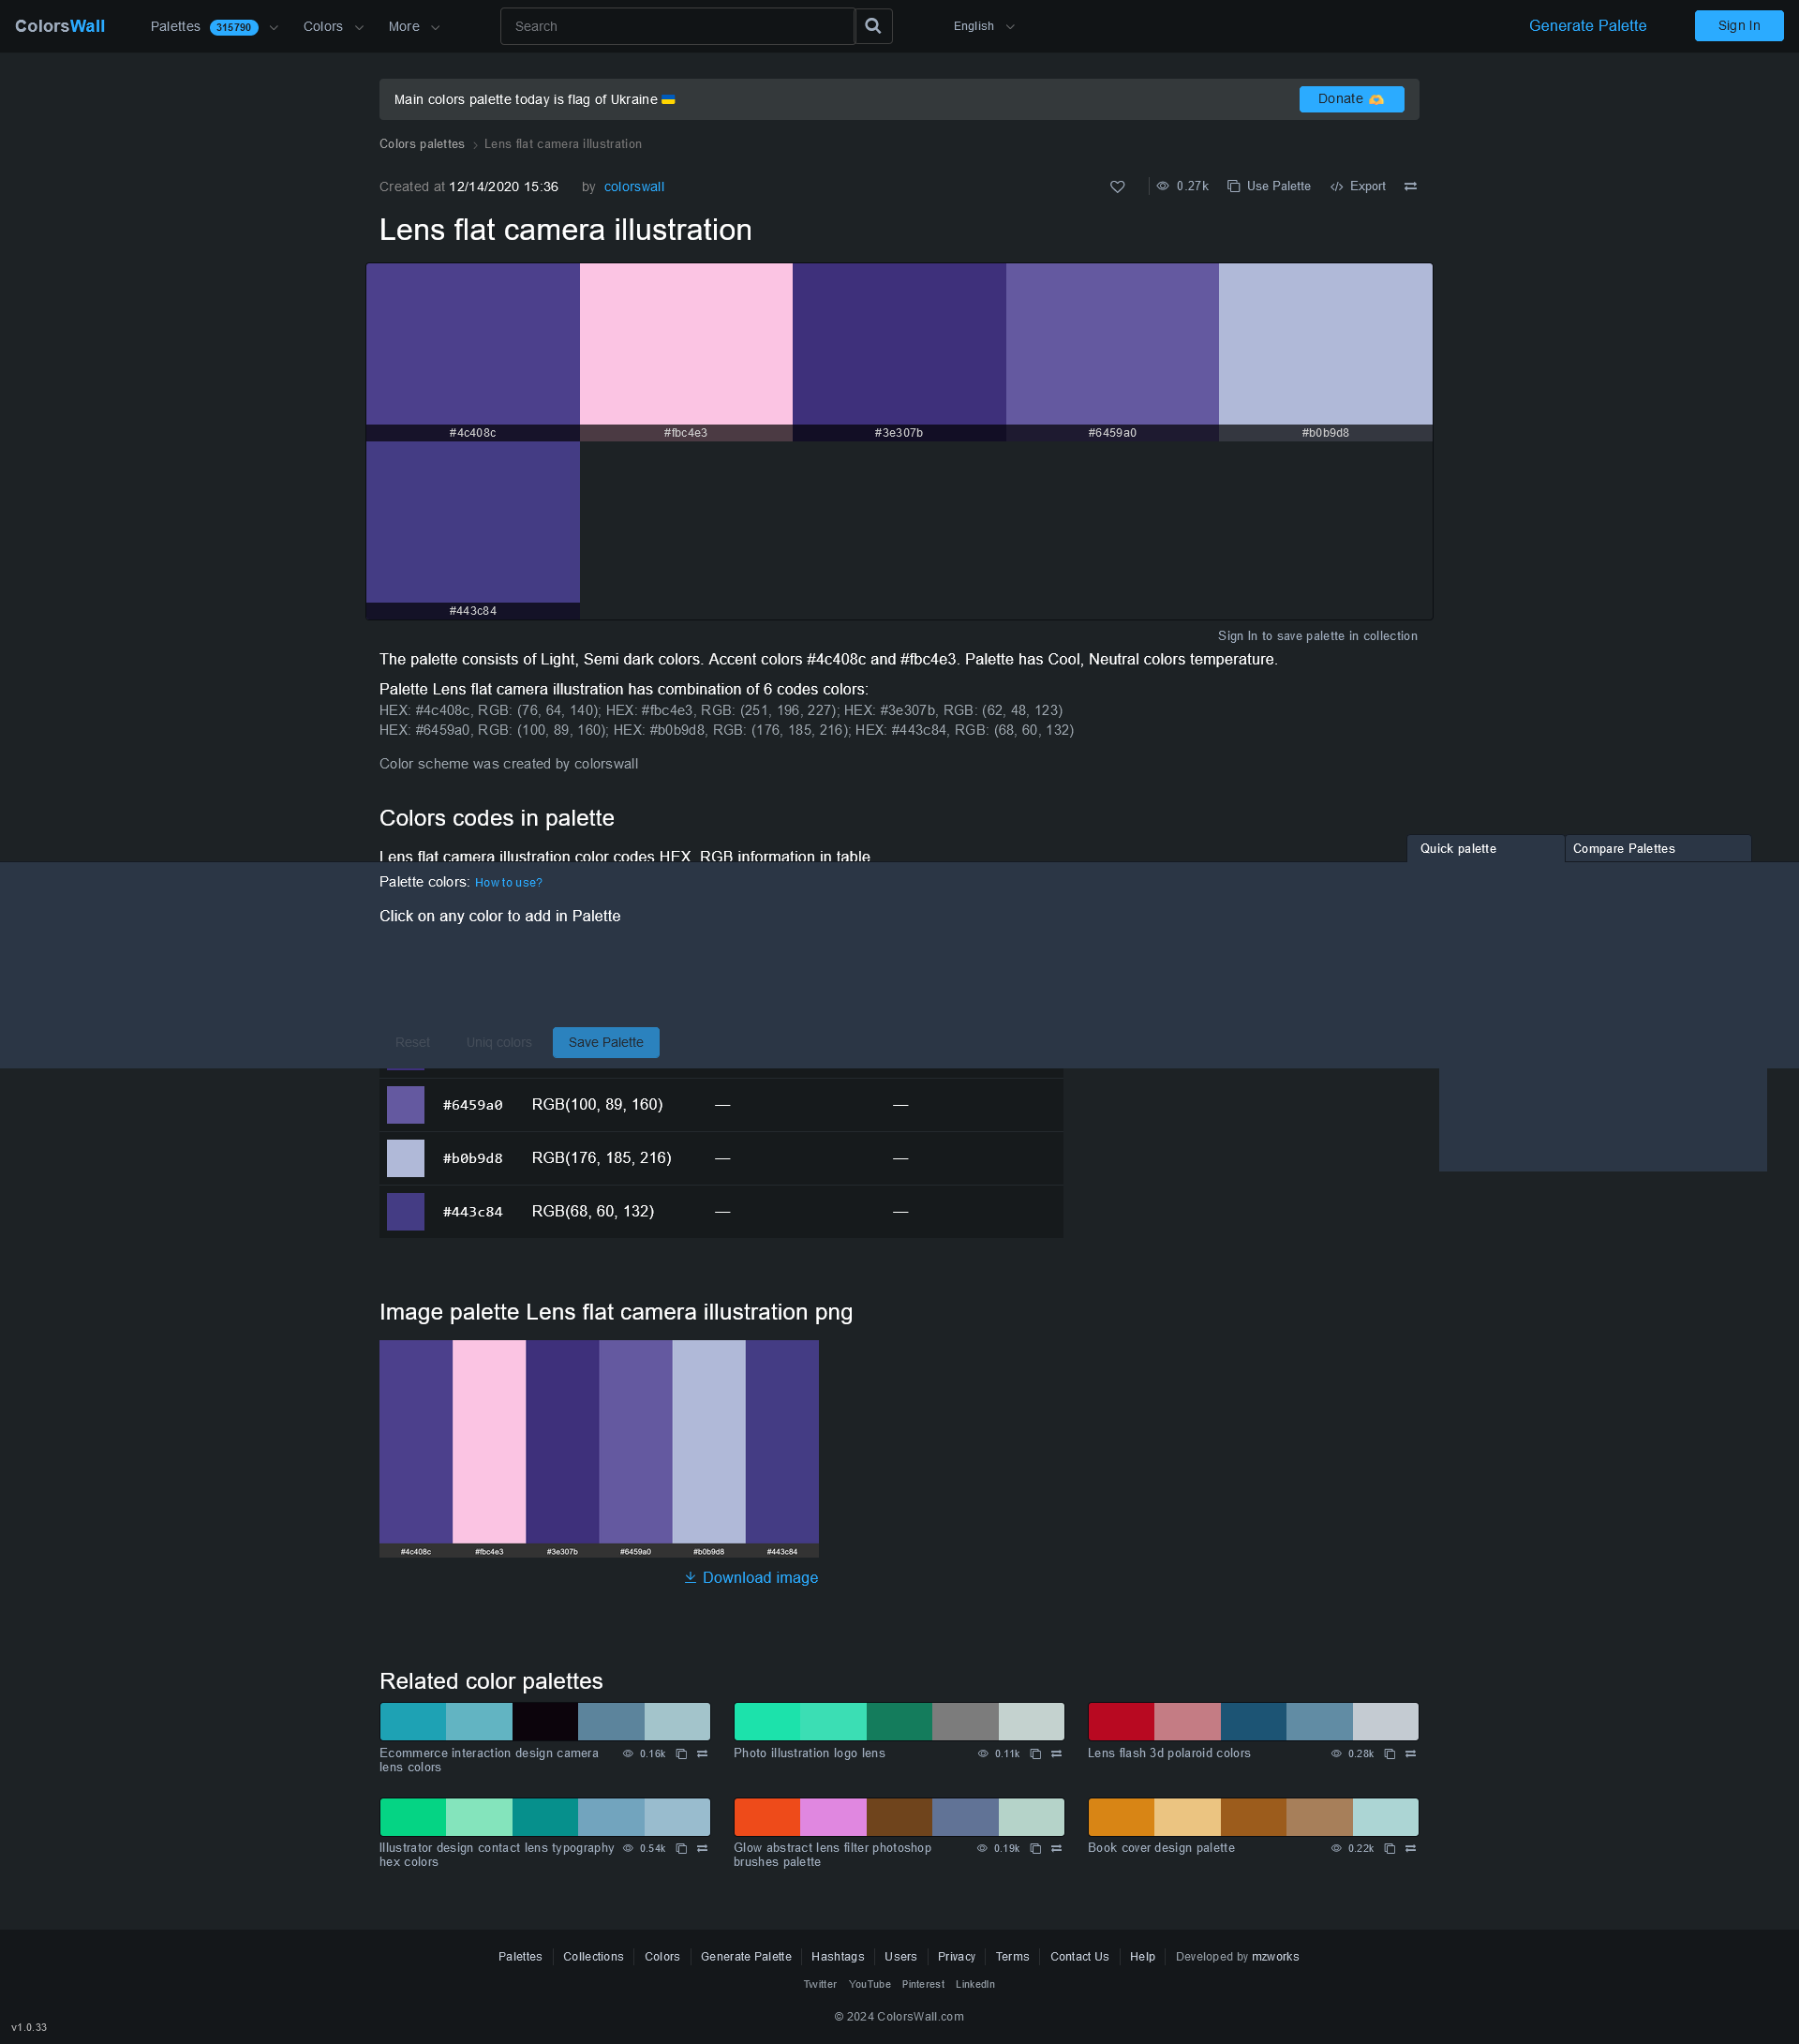 ColorsWall Palettes 315790 Colors More Search English Generate Palette Sign In
Main colors palette today is flag of Ukraine Donate
Colors palettes Lens flat camera illustration
Created at 12/14/2020 15:36 by colorswall 0.27k Use Palette Export
Lens flat camera illustration
#4c408c #fbc4e3 #3e307b #6459a0 #b0b9d8
#443c84
Sign In to save palette in collection
The palette consists of Light, Semi dark colors. Accent colors #4c408c and #fbc4e3. Palette has Cool, Neutral colors temperature.
Palette Lens flat camera illustration has combination of 6 codes colors:
HEX: #4c408c, RGB: (76, 64, 140); HEX: #fbc4e3, RGB: (251, 196, 227); HEX: #3e307b, RGB: (62, 48, 123)
HEX: #6459a0, RGB: (100, 89, 160); HEX: #b0b9d8, RGB: (176, 185, 216); HEX: #443c84, RGB: (68, 60, 132)
Color scheme was created by colorswall
Colors codes in palette
Quick palette Compare Palettes
Lens flat camera illustration color codes HEX, RGB information in table
Palette colors: How to use?
Click on any color to add in Palette
Reset Uniq colors Save Palette
#6459a0 RGB(100, 89, 160) — —
#b0b9d8 RGB(176, 185, 216) — —
#443c84 RGB(68, 60, 132) — —
Image palette Lens flat camera illustration png
#4c408c #fbc4e3 #3e307b #6459a0 #b0b9d8 #443c84
Download image
Related color palettes
Ecommerce interaction design camera lens colors 0.16k
Photo illustration logo lens 0.11k
Lens flash 3d polaroid colors 0.28k
Illustrator design contact lens typography hex colors 0.54k
Glow abstract lens filter photoshop brushes palette 0.19k
Book cover design palette 0.22k
Palettes Collections Colors Generate Palette Hashtags Users Privacy Terms Contact Us Help Developed by mzworks
Twitter YouTube Pinterest LinkedIn
© 2024 ColorsWall.com
v1.0.33